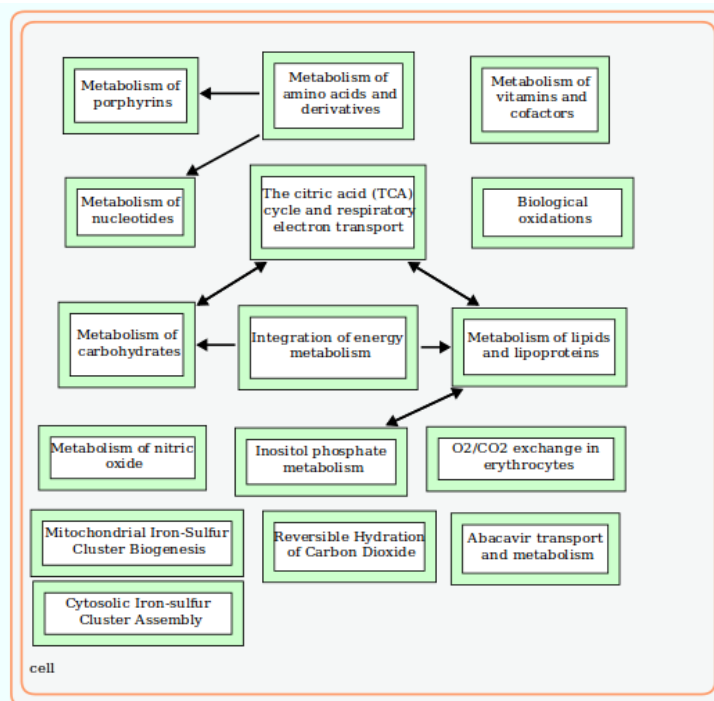 Metabolism of
porphyrins
Metabolism of
amino acids and
derivatives
Metabolism of
vitamins and
cofactors
Metabolism of
nucleotides
The citric acid (TCA)
cycle and respiratory
electron transport
Biological
oxidations
Metabolism of
carbohydrates
Integration of energy
metabolism
Metabolism of lipids
and lipoproteins
Metabolism of nitric
oxide
Inositol phosphate
metabolism
O2/CO2 exchange in
erythrocytes
Mitochondrial Iron-Sulfur
Cluster Biogenesis
Reversible Hydration
of Carbon Dioxide
Abacavir transport
and metabolism
Cytosolic Iron-sulfur
Cluster Assembly
cell